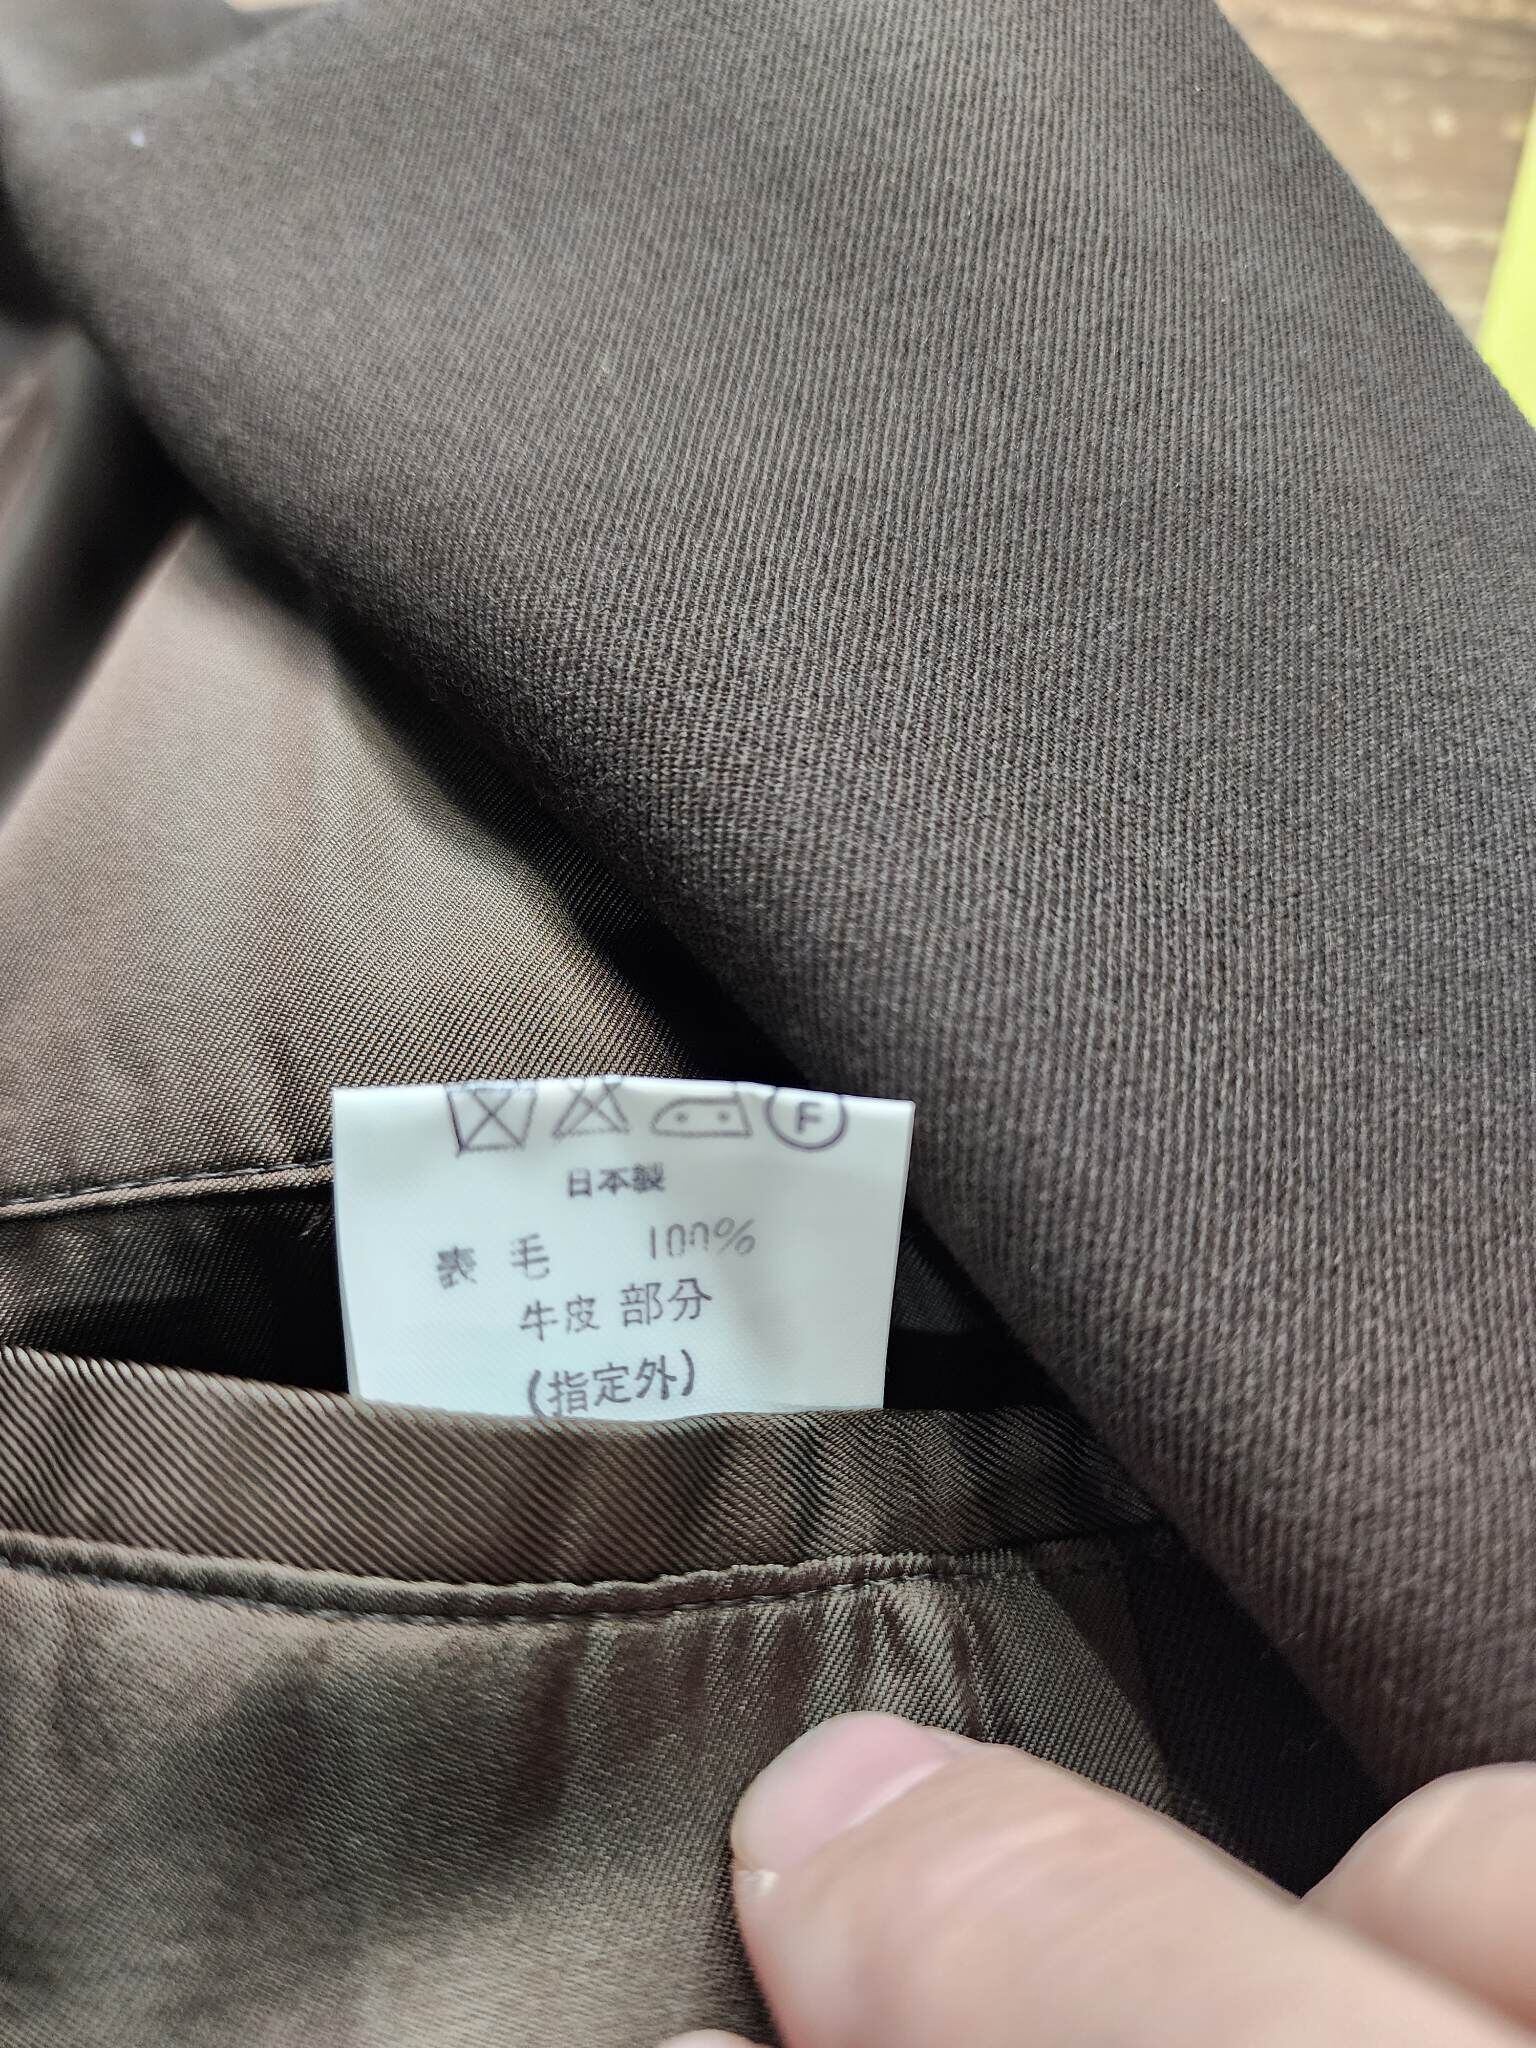 F
日本製
表 毛 100%
牛皮 部分
(指定外)